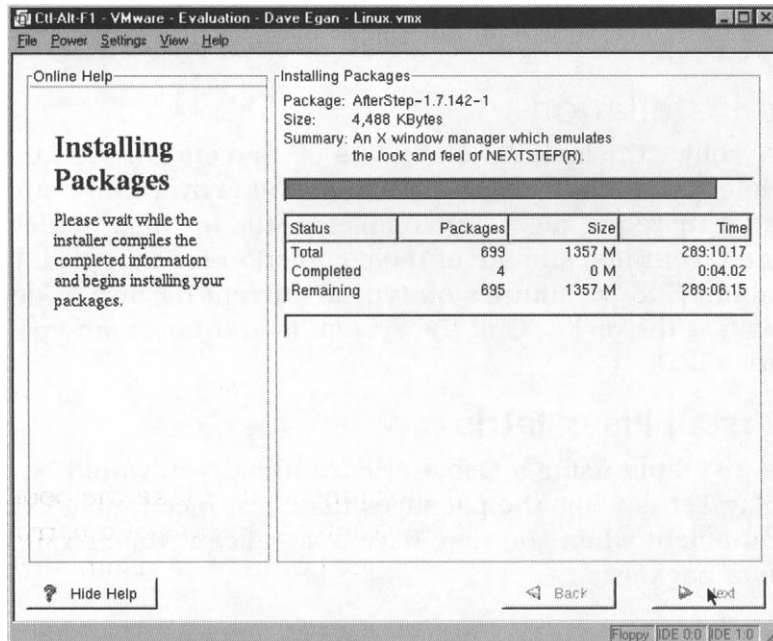 Ctl-Alt-F1 - VMware - Evaluation - Dave Egan - Linux.vmx
File Power Settings View Help
Online Help
Installing Packages
Please wait while the
installer compiles the
completed information
and begins installing your
packages.
Installing Packages
Package: AfterStep-1.7.142-1
Size: 4,488 KBytes
Summary: An X window manager which emulates
the look and feel of NEXTSTEP(R).
Status Packages Size Time
Total 699 1357 M 289:10.17
Completed 4 0 M 0:04.02
Remaining 695 1357 M 289:06.15
? Hide Help
Back
Next
Floppy IDE 0:0 IDE 1:0